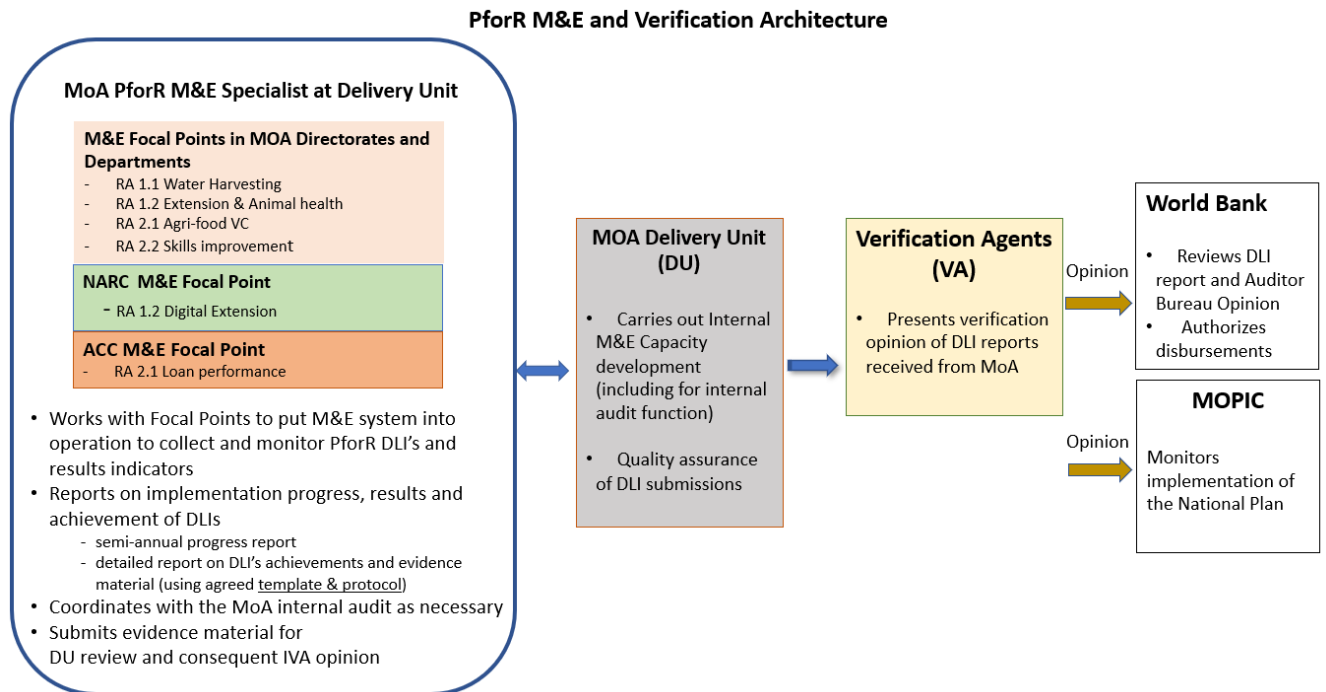 PforR M&E and Verification Architecture
MoA PforR M&E Specialist at Delivery Unit
M&E Focal Points in MOA Directorates and
Departments
- RA 1.1 Water Harvesting
- RA 1.2 Extension & Animal health
- RA 2.1 Agri-food VC
- RA 2.2 Skills improvement
NARC M&E Focal Point
- RA 1.2 Digital Extension
ACC M&E Focal Point
- RA 2.1 Loan performance
• Works with Focal Points to put M&E system into
operation to collect and monitor PforR DLI’s and
results indicators
• Reports on implementation progress, results and
achievement of DLIs
- semi-annual progress report
- detailed report on DLI’s achievements and evidence
material (using agreed template & protocol)
• Coordinates with the MoA internal audit as necessary
• Submits evidence material for
DU review and consequent IVA opinion
MOA Delivery Unit
(DU)
• Carries out Internal
M&E Capacity
development
(including for internal
audit function)
• Quality assurance
of DLI submissions
Verification Agents
(VA)
• Presents verification
opinion of DLI reports
received from MoA
Opinion
World Bank
• Reviews DLI
report and Auditor
Bureau Opinion
• Authorizes
disbursements
Opinion
MOPIC
Monitors
implementation of
the National Plan